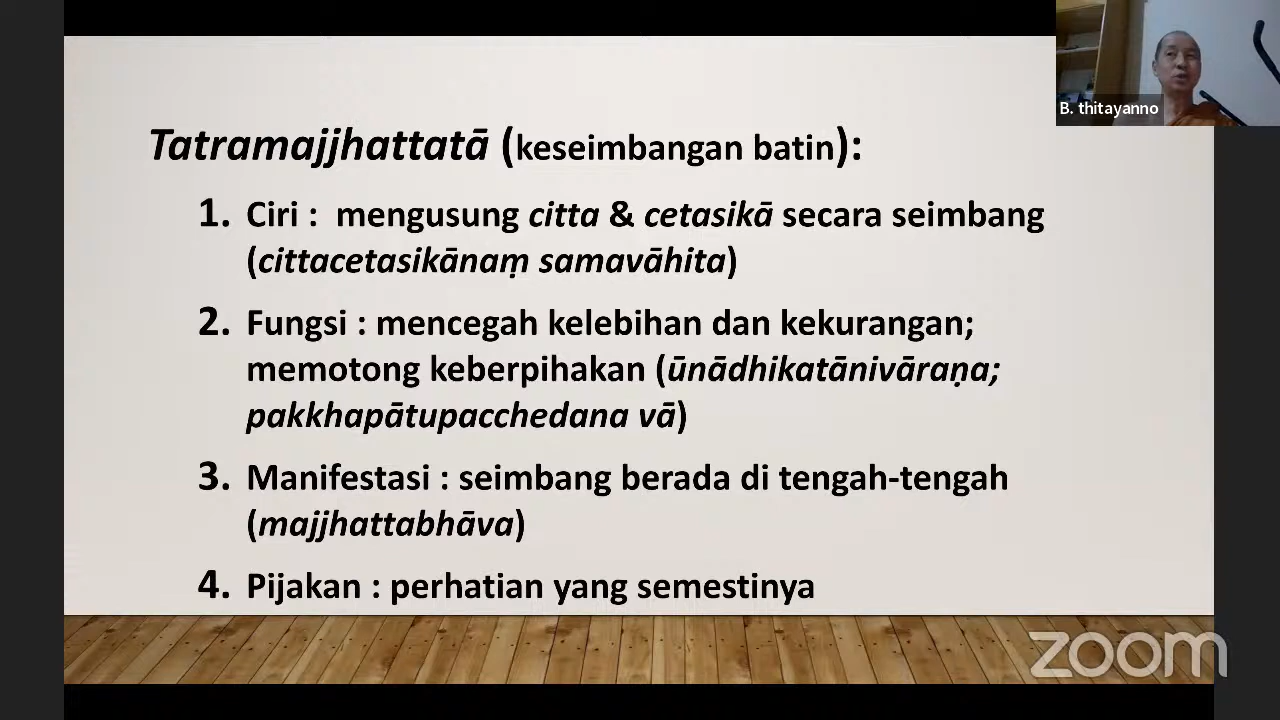 B. thitayanno
Tatramajjhattatā (keseimbangan batin):
1. Ciri : mengusung citta & cetasikā secara seimbang
(cittacetasikānaṃ samavāhita)
2. Fungsi : mencegah kelebihan dan kekurangan;
memotong keberpihakan (ūnādhikatānivāraṇa;
pakkhapātupacchedana vā)
3. Manifestasi : seimbang berada di tengah-tengah
(majjhattabhāva)
4. Pijakan : perhatian yang semestinya
zoom